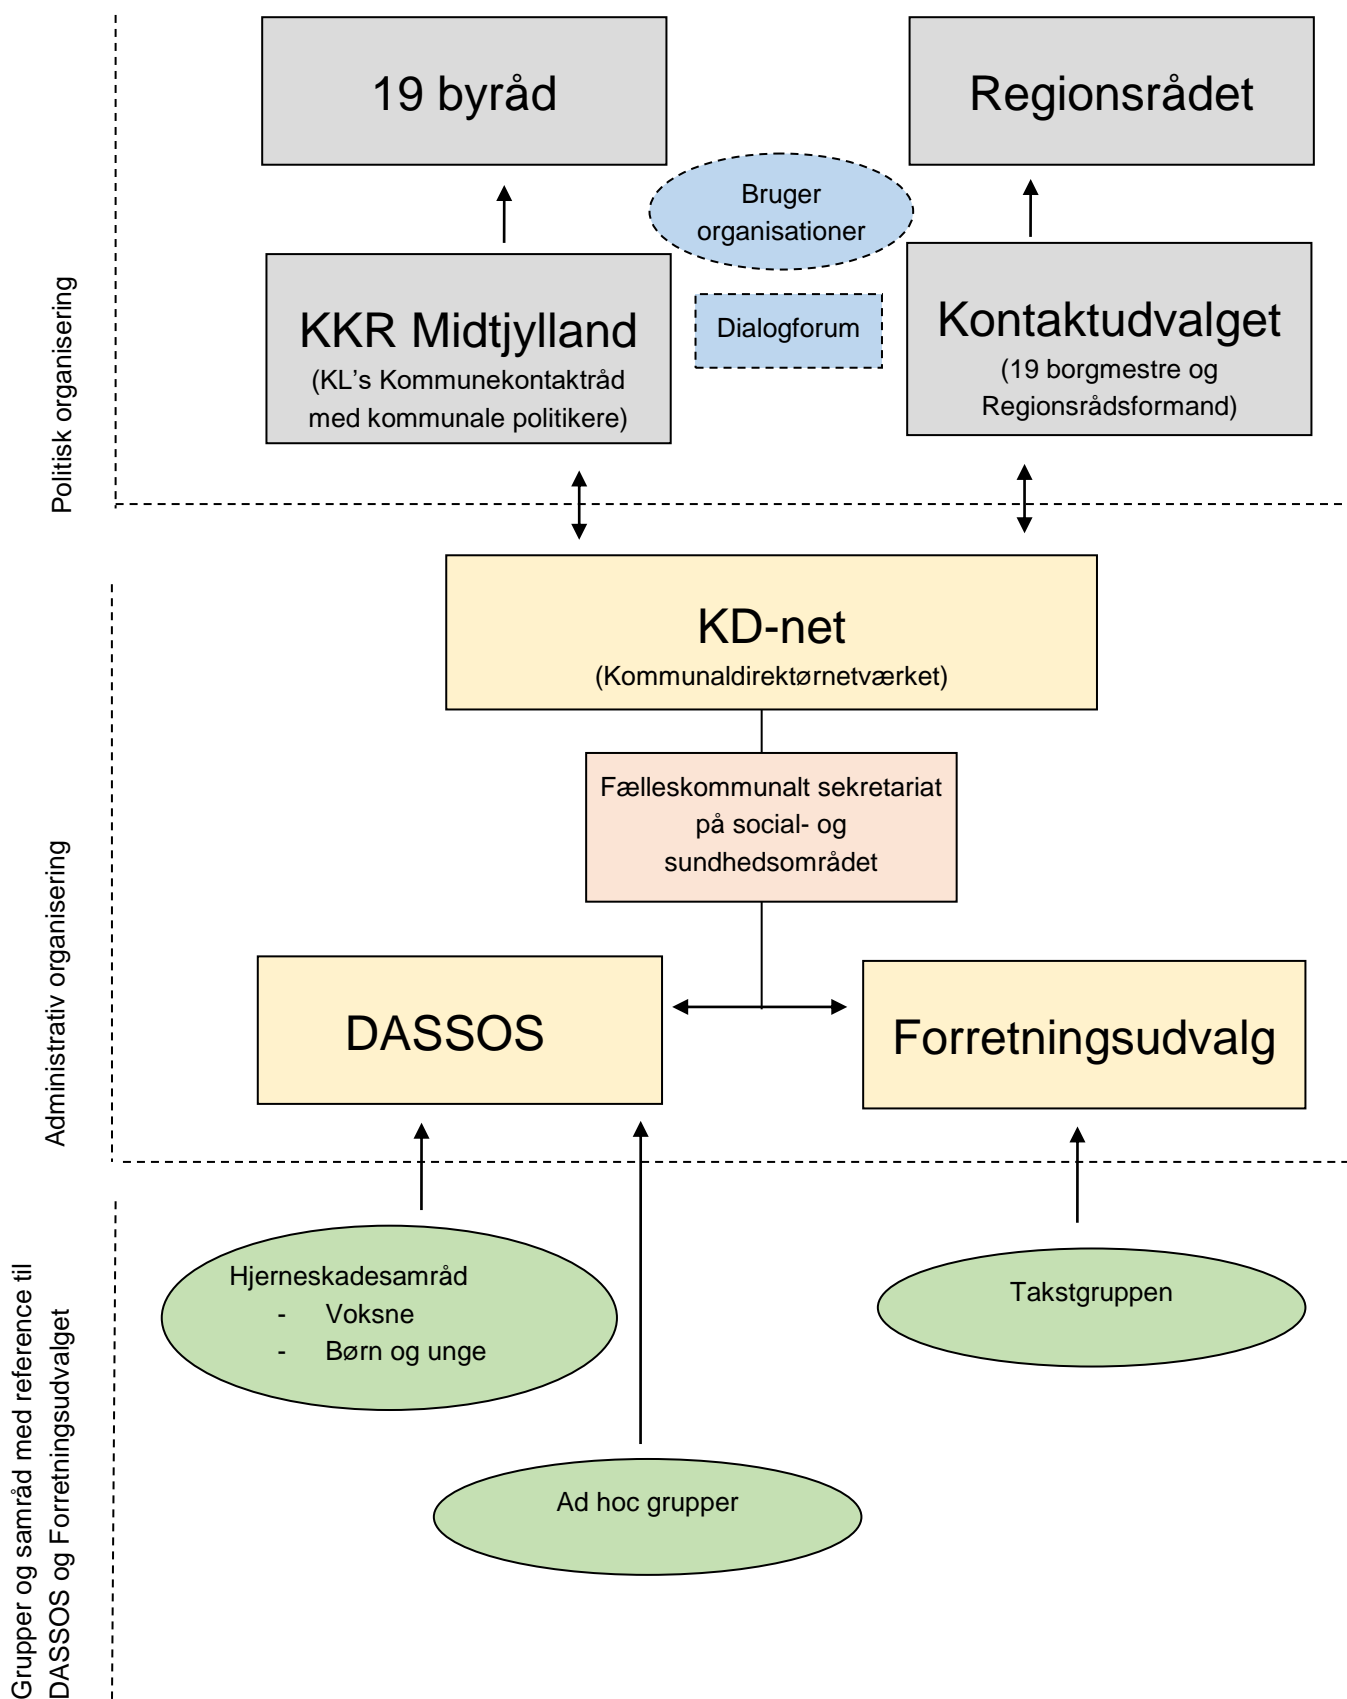 19 byråd
Regionsrådet
Bruger
organisationer
KKR Midtjylland
(KL's Kommunekontaktråd
med kommunale politikere)
Dialogforum
Kontaktudvalget
(19 borgmestre og
Regionsrådsformand)
Politisk organisering
KD-net
(Kommunaldirektørnetværket)
Fælleskommunalt sekretariat
på social- og
sundhedsområdet
Administrativ organisering
DASSOS
Forretningsudvalg
Grupper og samråd med reference til
DASSOS og Forretningsudvalget
Hjerneskadesamråd
- Voksne
- Børn og unge
Takstgruppen
Ad hoc grupper